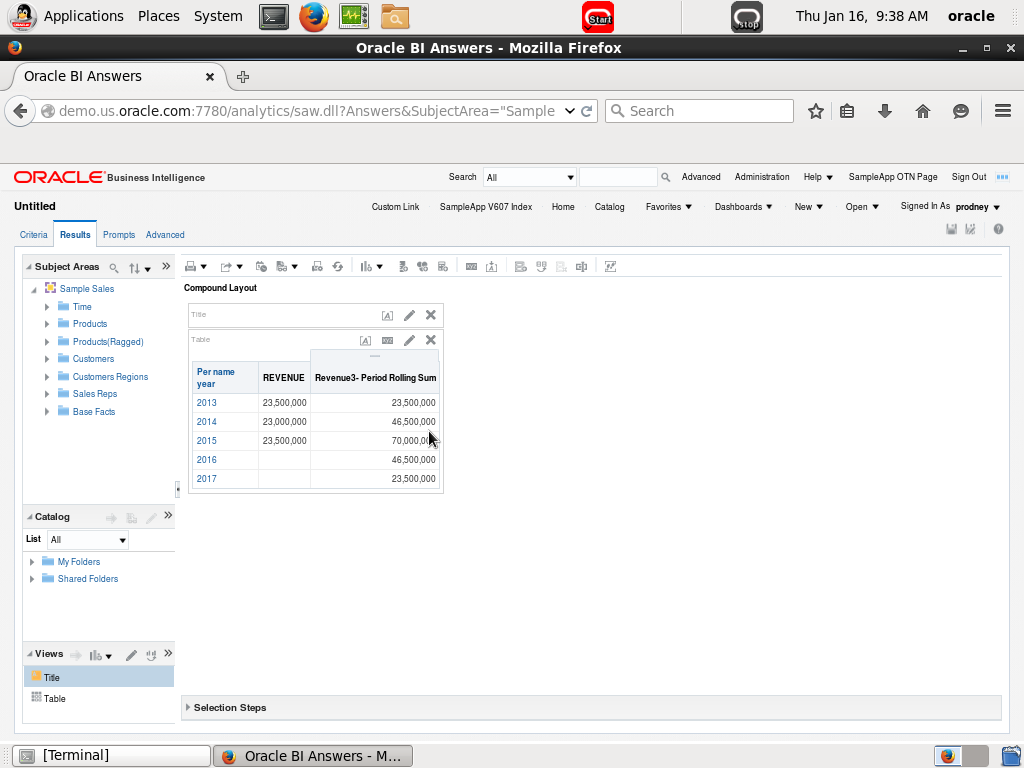 Applications Places System Start stop Thu Jan 16, 9:38 AM oracle
Oracle BI Answers - Mozilla Firefox
Oracle BI Answers
demo.us.oracle.com:7780/analytics/saw.dll?Answers&SubjectArea="Sample Search
ORACLE Business Intelligence Search All Advanced Administration Help SampleApp OTN Page Sign Out
Untitled Custom Link SampleApp V607 Index Home Catalog Favorites Dashboards New Open Signed In As prodney
Criteria Results Prompts Advanced
Subject Areas
Sample Sales
Time
Products
Products(Ragged)
Customers
Customers Regions
Sales Reps
Base Facts
Catalog
List All
My Folders
Shared Folders
Views
Title
Table
Compound Layout
Title
Table
Per name year REVENUE Revenue3- Period Rolling Sum
2013 23,500,000 23,500,000
2014 23,000,000 46,500,000
2015 23,500,000 70,000,000
2016 46,500,000
2017 23,500,000
Selection Steps
[Terminal] Oracle BI Answers - M...